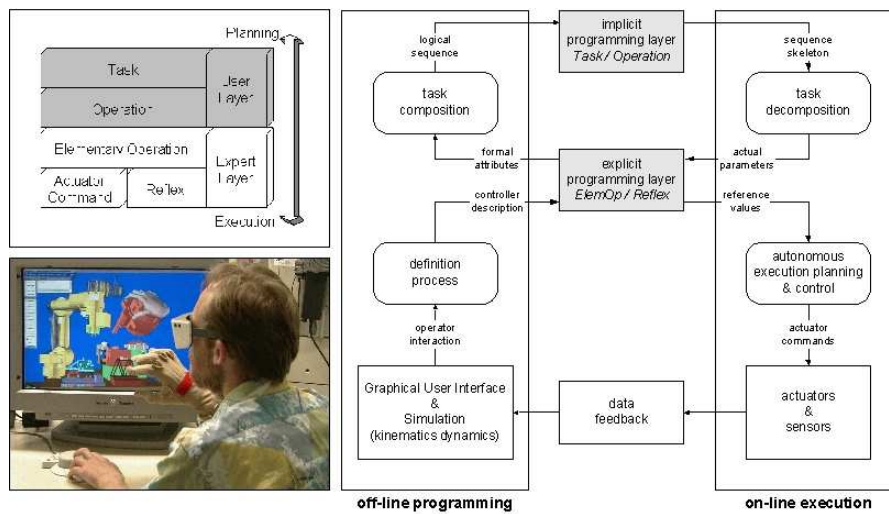 Planning
Task
User
Layer
Operation
Elementary Operation
Expert
Layer
Actuator
Command
Reflex
Execution
logical
sequence
implicit
programming layer
Task / Operation
sequence
skeleton
task
composition
task
decomposition
formal
attributes
explicit
programming layer
ElemOp / Reflex
actual
parameters
controller
description
reference
values
definition
process
autonomous
execution planning
& control
operator
interaction
actuator
commands
Graphical User Interface
&
Simulation
(kinematics dynamics)
data
feedback
actuators
&
sensors
off-line programming
on-line execution